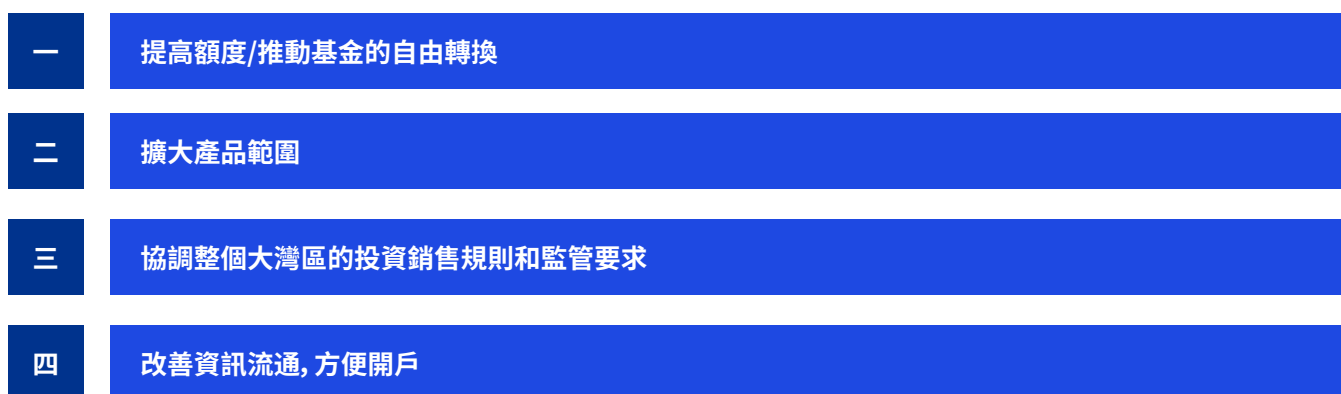 一 提高額度/推動基金的自由轉換
二 擴大產品範圍
三 協調整個大灣區的投資銷售規則和監管要求
四 改善資訊流通, 方便開戶